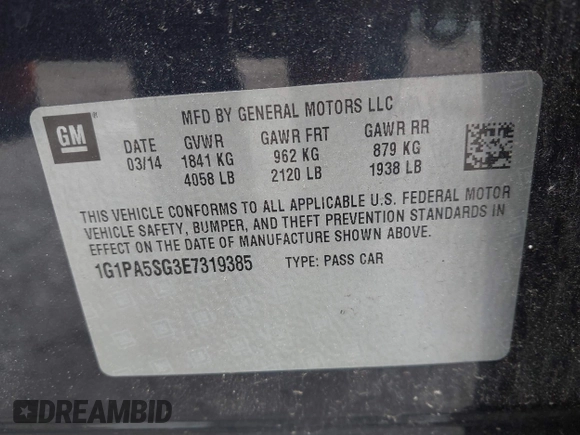 GM
MFD BY GENERAL MOTORS LLC
DATE GVWR GAWR FRT GAWR RR
03/14 1841 KG 962 KG 879 KG
4058 LB 2120 LB 1938 LB
THIS VEHICLE CONFORMS TO ALL APPLICABLE U.S. FEDERAL MOTOR
VEHICLE SAFETY, BUMPER, AND THEFT PREVENTION STANDARDS IN
EFFECT ON THE DATE OF MANUFACTURE SHOWN ABOVE.
1G1PA5SG3E7319385 TYPE: PASS CAR
DREAMBID